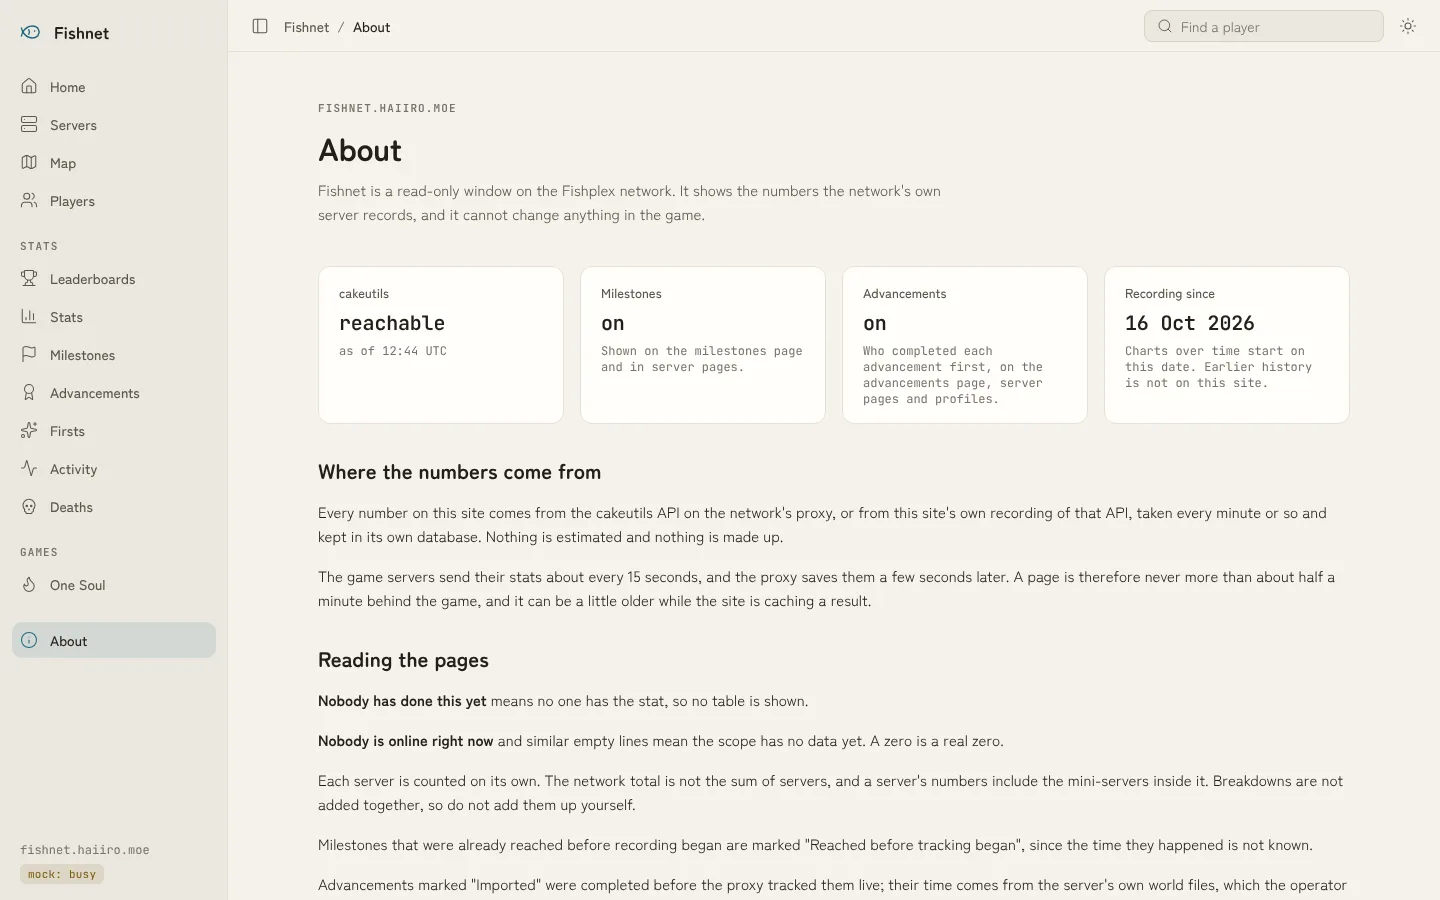 Fishnet
Home
Servers
Map
Players
STATS
Leaderboards
Stats
Milestones
Advancements
Firsts
Activity
Deaths
GAMES
One Soul
About
fishnet.haiiro.moe
mock: busy
Fishnet / About
Find a player
FISHNET.HAIIRO.MOE
About
Fishnet is a read-only window on the Fishplex network. It shows the numbers the network's own
server records, and it cannot change anything in the game.
cakeutils
reachable
as of 12:44 UTC
Milestones
on
Shown on the milestones page
and in server pages.
Advancements
on
Who completed each
advancement first, on the
advancements page, server
pages and profiles.
Recording since
16 Oct 2026
Charts over time start on
this date. Earlier history
is not on this site.
Where the numbers come from
Every number on this site comes from the cakeutils API on the network's proxy, or from this site's own recording of that API, taken every minute or so and
kept in its own database. Nothing is estimated and nothing is made up.
The game servers send their stats about every 15 seconds, and the proxy saves them a few seconds later. A page is therefore never more than about half a
minute behind the game, and it can be a little older while the site is caching a result.
Reading the pages
Nobody has done this yet means no one has the stat, so no table is shown.
Nobody is online right now and similar empty lines mean the scope has no data yet. A zero is a real zero.
Each server is counted on its own. The network total is not the sum of servers, and a server's numbers include the mini-servers inside it. Breakdowns are not
added together, so do not add them up yourself.
Milestones that were already reached before recording began are marked "Reached before tracking began", since the time they happened is not known.
Advancements marked "Imported" were completed before the proxy tracked them live; their time comes from the server's own world files, which the operator